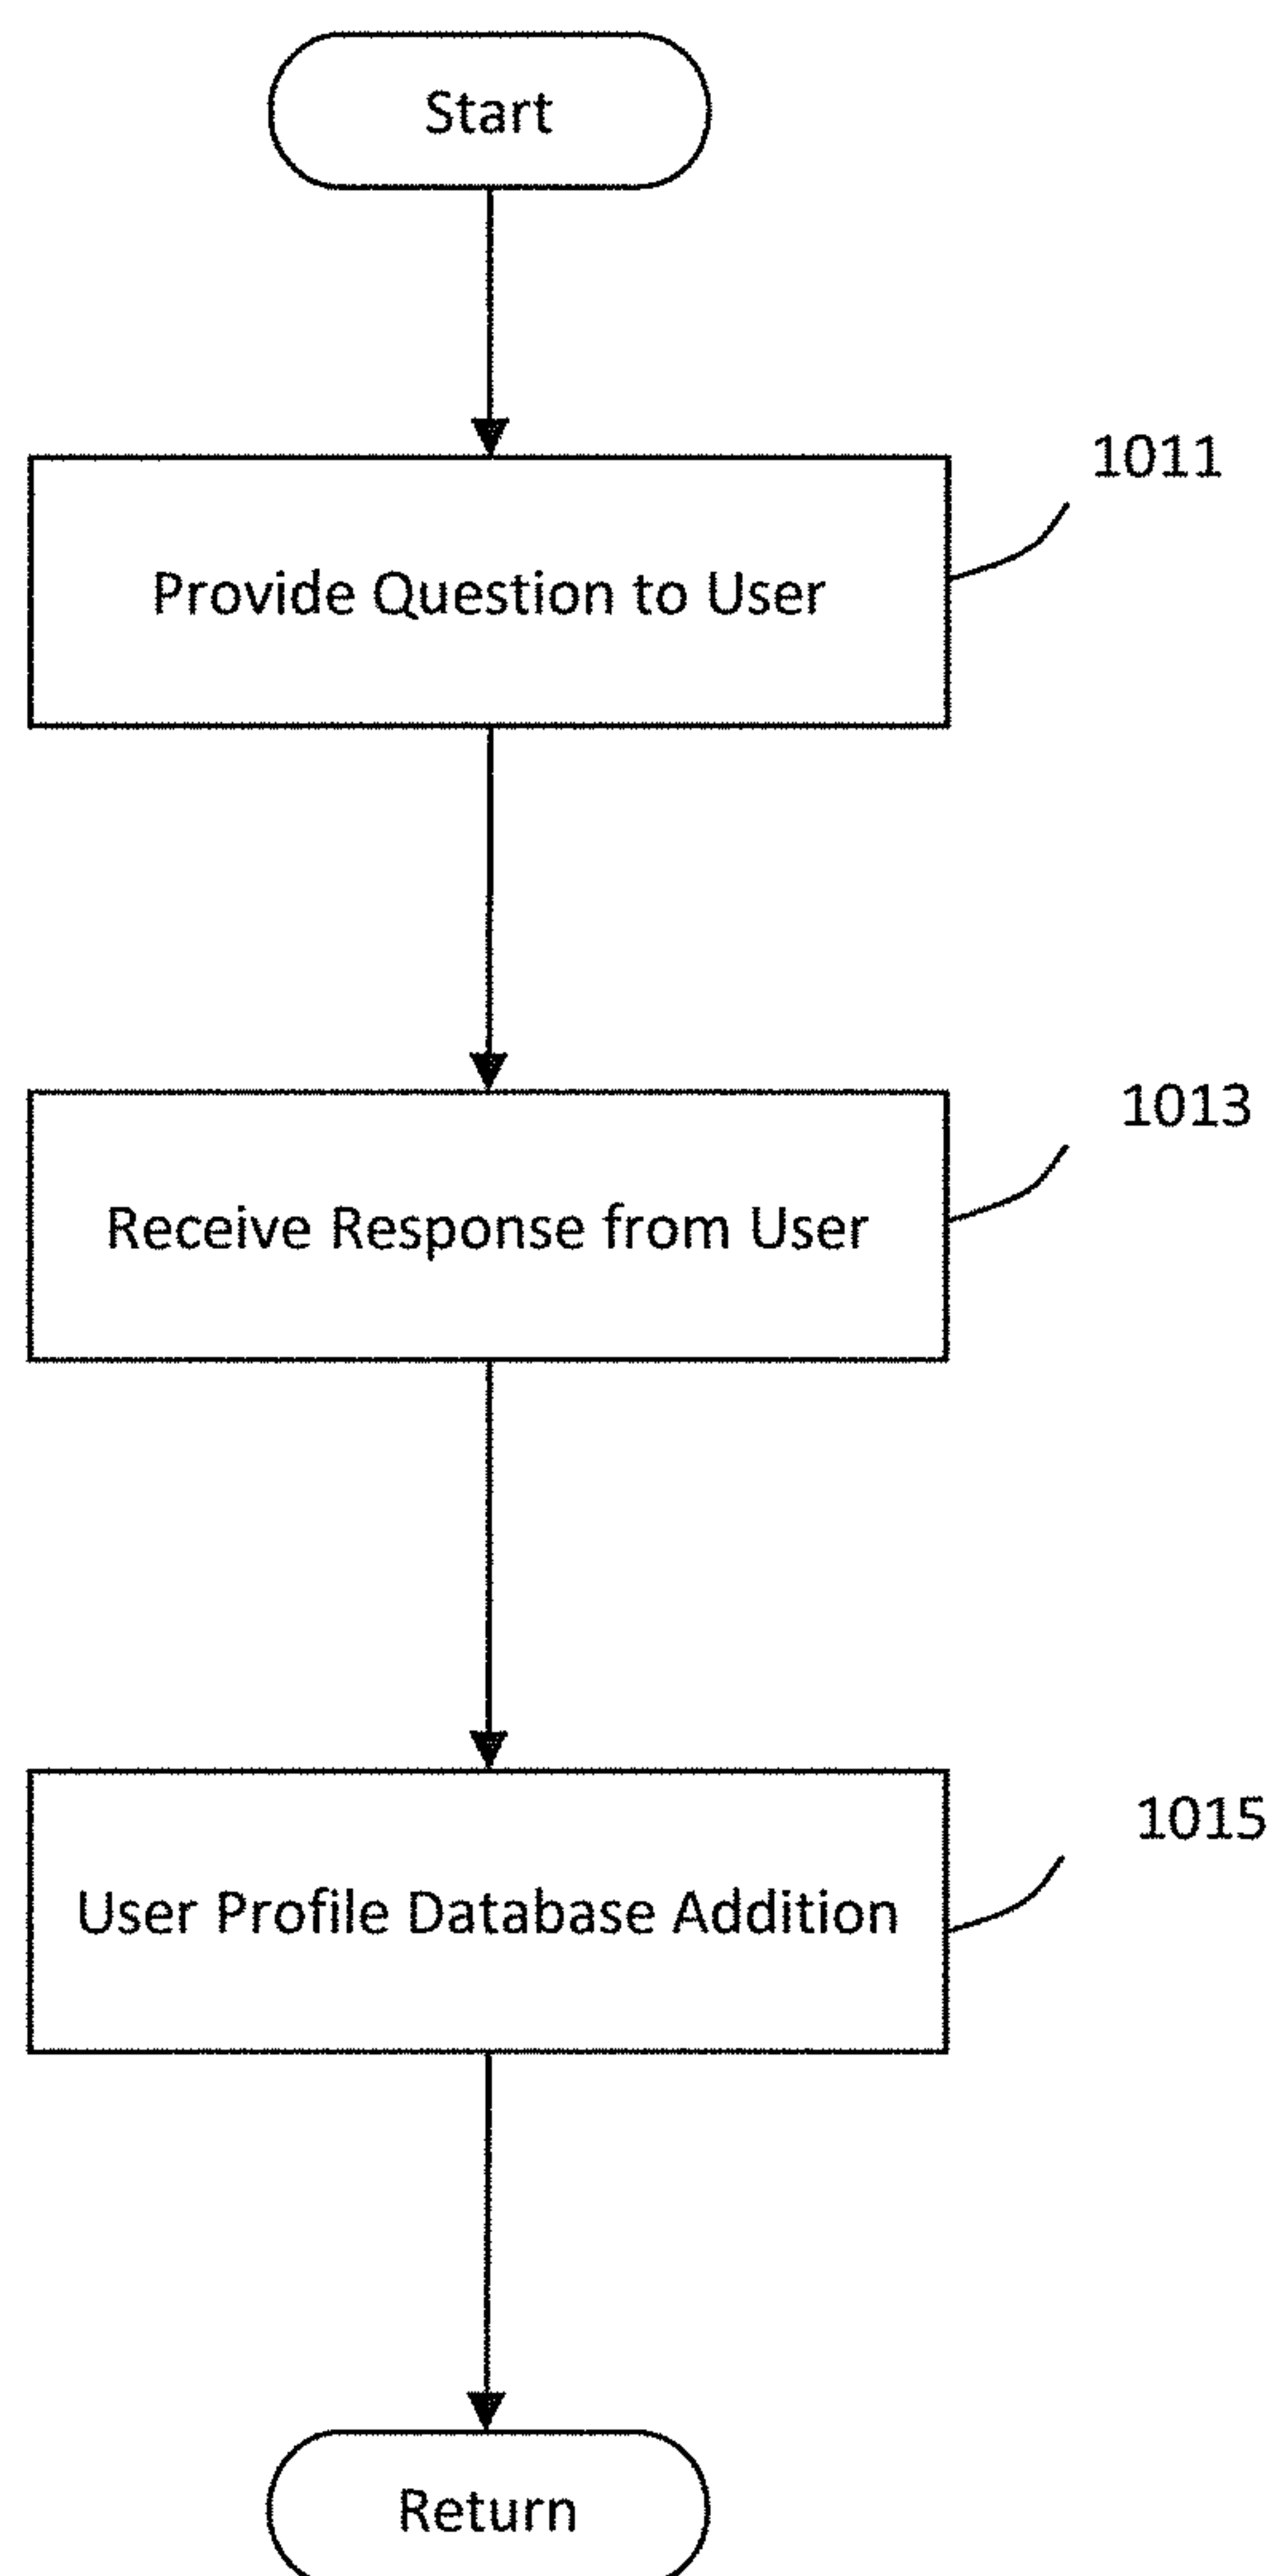 Start
1011
Provide Question to User
1013
Receive Response from User
1015
User Profile Database Addition
Return